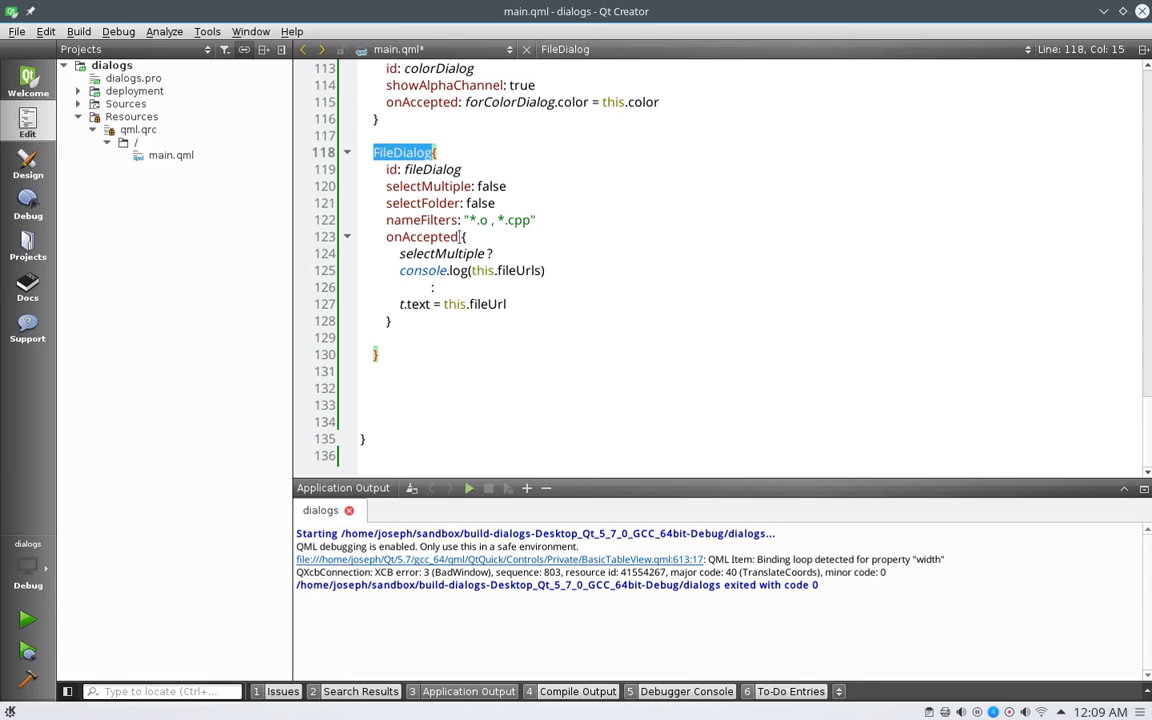 main.qml - dialogs - Qt Creator
File Edit Build Debug Analyze Tools Window Help
Projects main.qml* FileDialog Line: 118, Col: 15
Welcome
Edit
Design
Debug
Projects
Docs
Support
dialogs
Debug
dialogs
dialogs.pro
deployment
Sources
Resources
qml.qrc
/
main.qml
113 id: colorDialog
114 showAlphaChannel: true
115 onAccepted: forColorDialog.color = this.color
116 }
117
118 FileDialog{
119 id: fileDialog
120 selectMultiple: false
121 selectFolder: false
122 nameFilters: "*.o , *.cpp"
123 onAccepted{
124 selectMultiple ?
125 console.log(this.fileUrls)
126 :
127 t.text = this.fileUrl
128 }
129
130 }
131
132
133
134
135 }
136
Application Output
dialogs
Starting /home/joseph/sandbox/build-dialogs-Desktop_Qt_5_7_0_GCC_64bit-Debug/dialogs...
QML debugging is enabled. Only use this in a safe environment.
file:///home/joseph/Qt/5.7/gcc_64/qml/QtQuick/Controls/Private/BasicTableView.qml:613:17: QML Item: Binding loop detected for property "width"
QXcbConnection: XCB error: 3 (BadWindow), sequence: 803, resource id: 41554267, major code: 40 (TranslateCoords), minor code: 0
/home/joseph/sandbox/build-dialogs-Desktop_Qt_5_7_0_GCC_64bit-Debug/dialogs exited with code 0
Type to locate (Ctrl+... 1 Issues 2 Search Results 3 Application Output 4 Compile Output 5 Debugger Console 6 To-Do Entries
12:09 AM